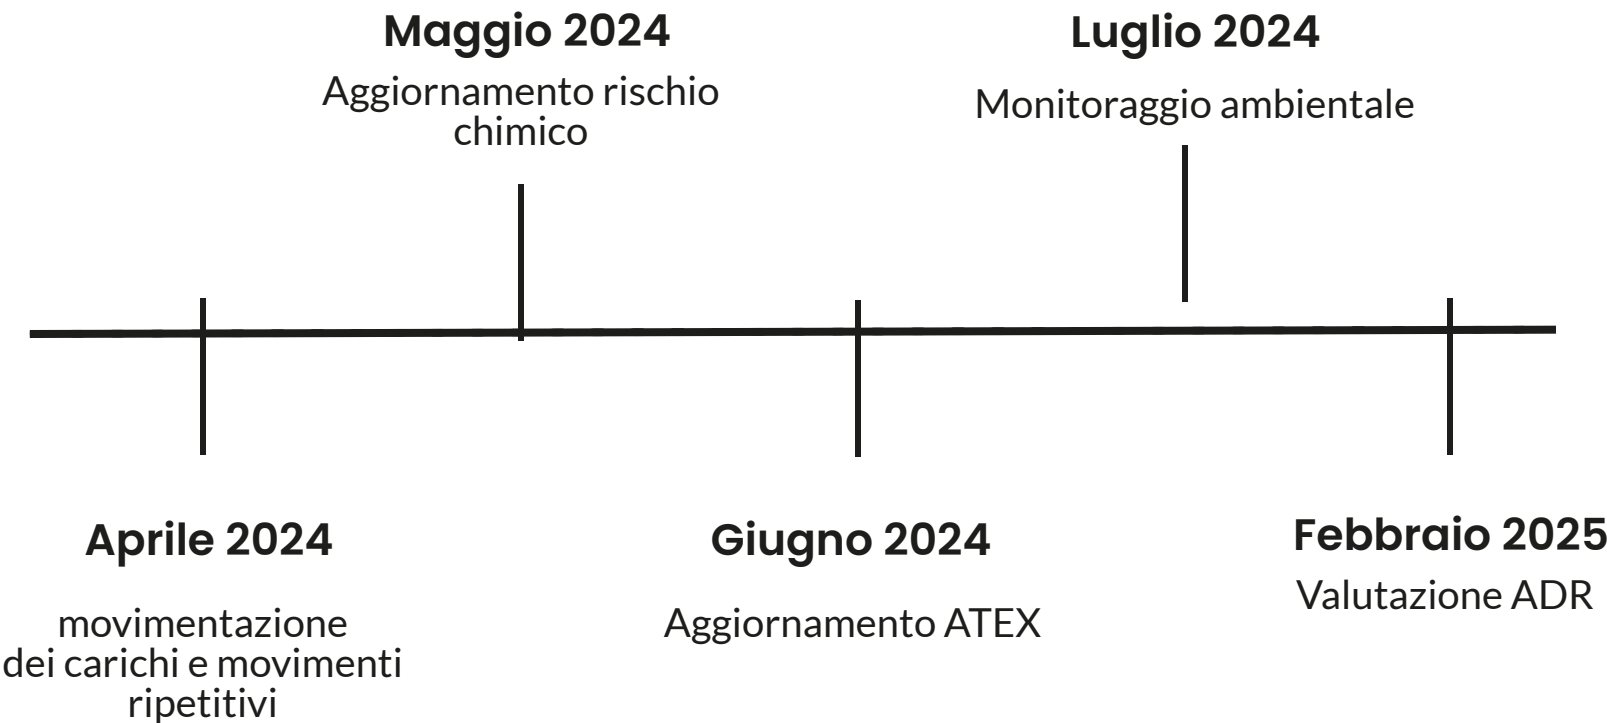 Maggio 2024
Aggiornamento rischio
chimico
Luglio 2024
Monitoraggio ambientale
Aprile 2024
movimentazione
dei carichi e movimenti
ripetitivi
Giugno 2024
Aggiornamento ATEX
Febbraio 2025
Valutazione ADR